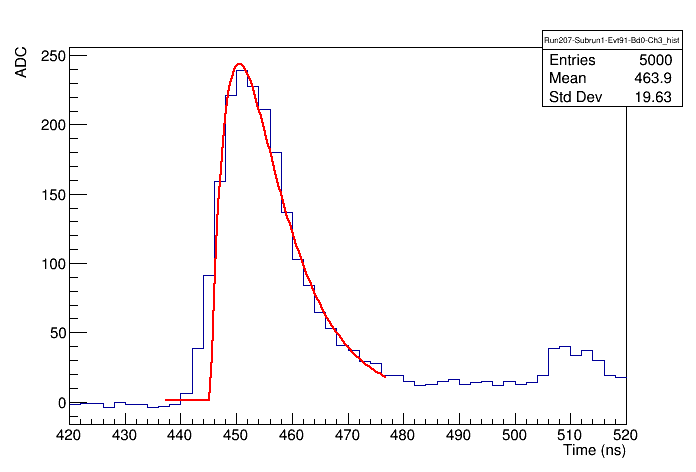 Run207-Subrun1-Evt91-Bd0-Ch3_hist
Entries 5000
Mean 463.9
Std Dev 19.63
ADC
250
200
150
100
50
0
420 430 440 450 460 470 480 490 500 510 520
Time (ns)